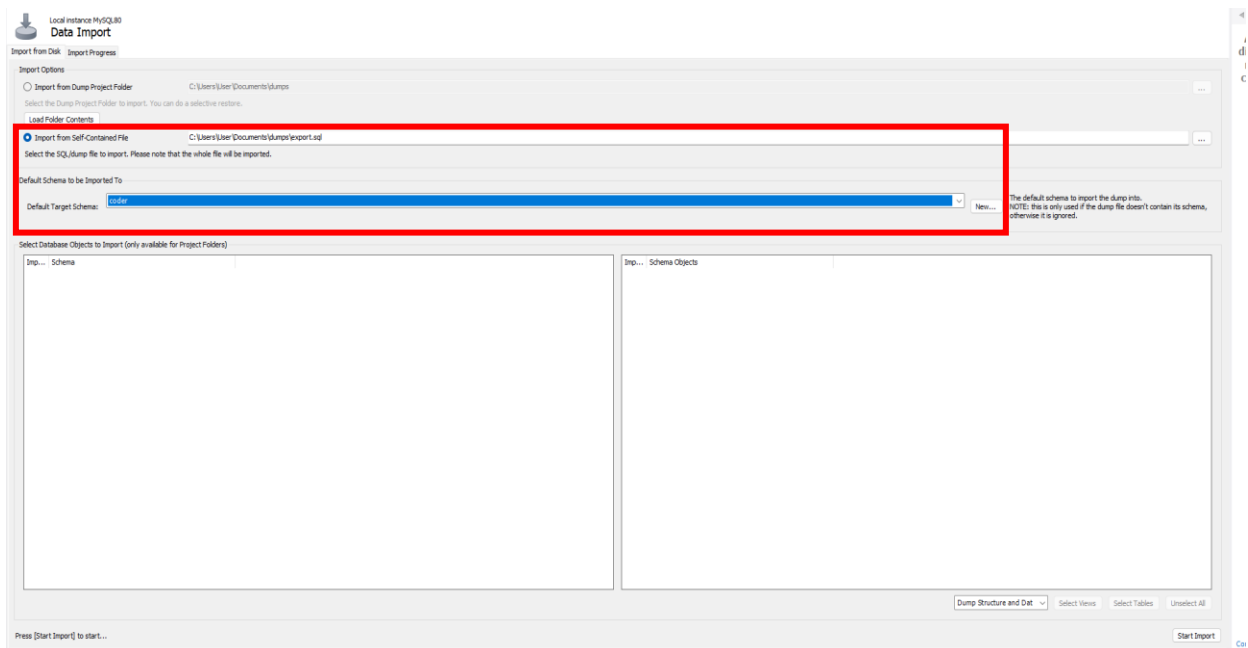 Local instance MySQL80
Data Import
Import from Disk Import Progress
Import Options
Import from Dump Project Folder C:\Users\User\Documents\dumps ...
Select the Dump Project Folder to import. You can do a selective restore.
Load Folder Contents
Import from Self-Contained File C:\Users\User\Documents\dumps\export.sql ...
Select the SQL/dump file to import. Please note that the whole file will be imported.
Default Schema to be Imported To
Default Target Schema: coder New...
The default schema to import the dump into.
NOTE: this is only used if the dump file doesn't contain its schema,
otherwise it is ignored.
Select Database Objects to Import (only available for Project Folders)
Imp... Schema Imp... Schema Objects
Dump Structure and Dat Select Views Select Tables Unselect All
Press [Start Import] to start... Start Import